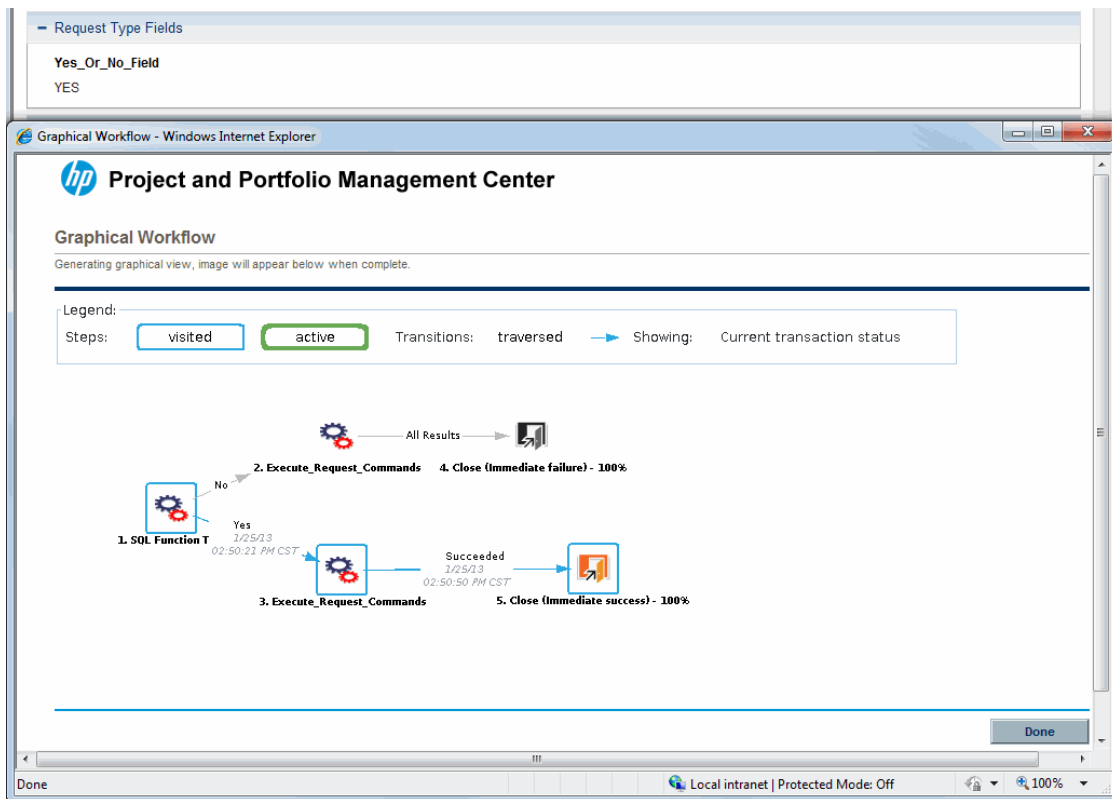 Request Type Fields
Yes_Or_No_Field
YES
Graphical Workflow - Windows Internet Explorer
hp Project and Portfolio Management Center
Graphical Workflow
Generating graphical view, image will appear below when complete.
Legend:
Steps: visited active Transitions: traversed Showing: Current transaction status
All Results
2. Execute_Request_Commands 4. Close (Immediate failure) - 100%
No
1. SQL Function T
Yes
1/25/13
02:50:21 PM CST
Succeeded
1/25/13
02:50:50 PM CST
3. Execute_Request_Commands 5. Close (Immediate success) - 100%
Done
Done Local intranet | Protected Mode: Off 100%